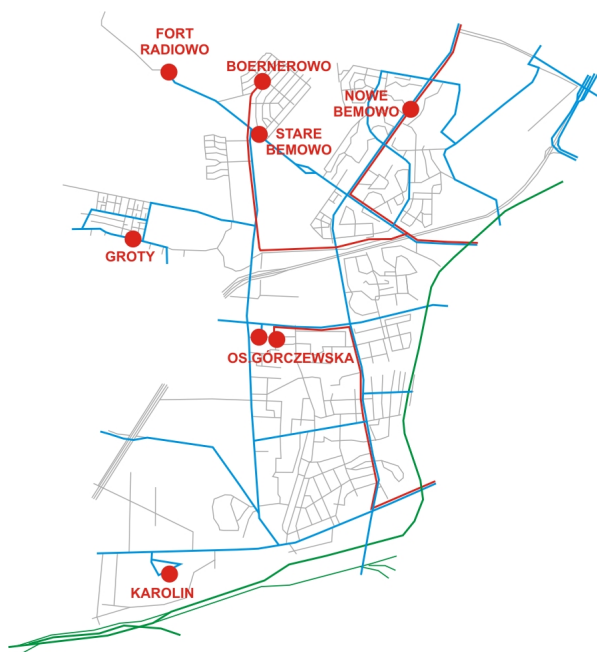 FORT
RADIOWO
BOERNEROWO
NOWE
BEMOWO
STARE
BEMOWO
GROTY
OS.GÓRCZEWSKA
KAROLIN